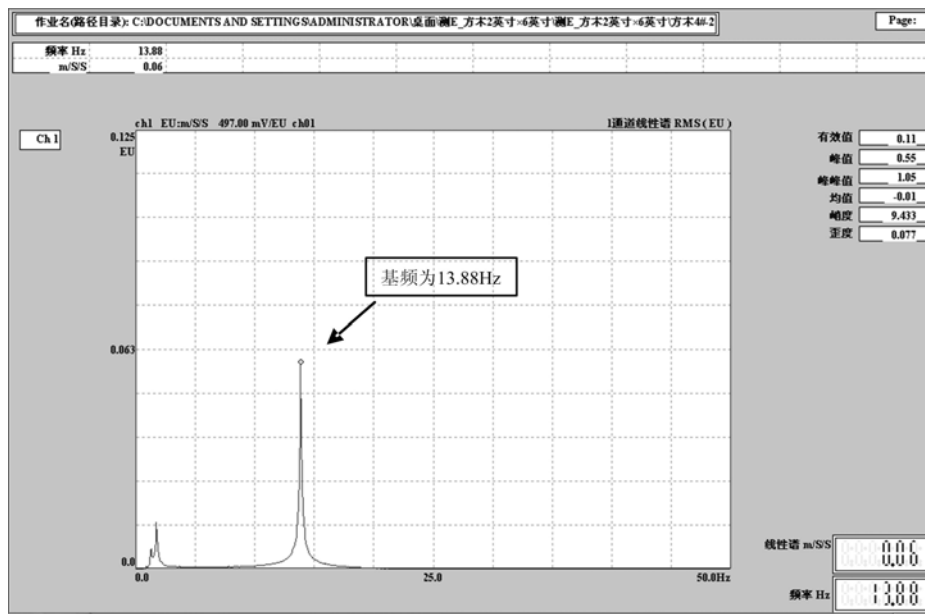 作业名(路径目录): C:\DOCUMENTS AND SETTINGS\ADMINISTRATOR\桌面\测E_方木2英寸×6英寸\测E_方木2英寸×6英寸\方木4#-2
Page:
频率 Hz 13.88
m/S/S 0.06
ch1 EU:m/S/S 497.00 mV/EU ch01
1通道线性谱 RMS(EU)
Ch 1
0.125
EU
有效值 0.11
峰值 0.55
峰峰值 1.05
均值 -0.01
峭度 9.433
歪度 0.077
基频为13.88Hz
0.063
0.0
0.0 25.0 50.0Hz
线性谱 m/S/S 0.06
频率 Hz 13.88